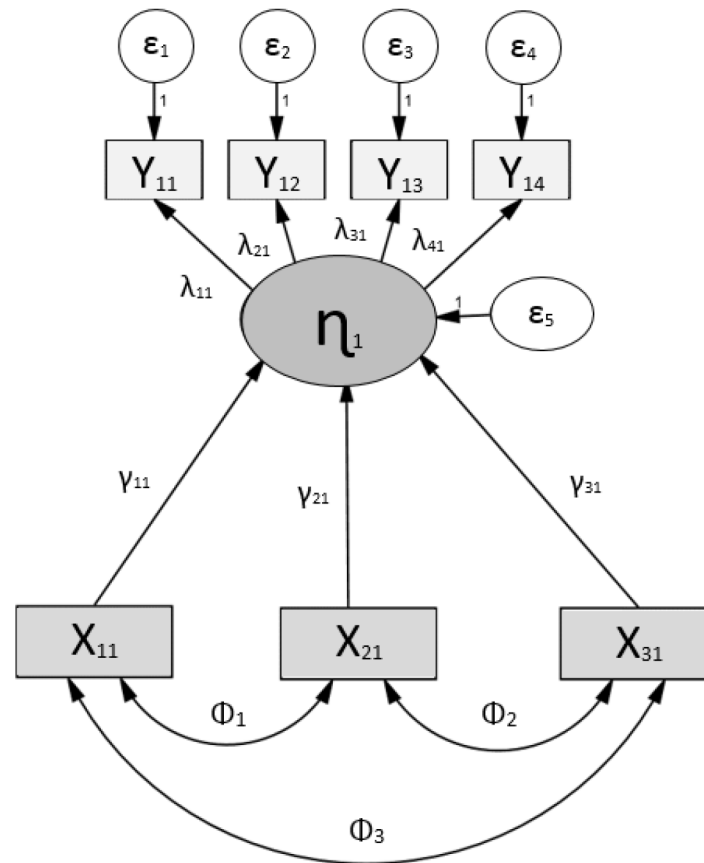 ε₁ ε₂ ε₃ ε₄
1 1 1 1
Y₁₁ Y₁₂ Y₁₃ Y₁₄
λ₁₁ λ₂₁ λ₃₁ λ₄₁
η₁ 1 ε₅
γ₁₁ γ₂₁ γ₃₁
X₁₁ X₂₁ X₃₁
Φ₁ Φ₂
Φ₃